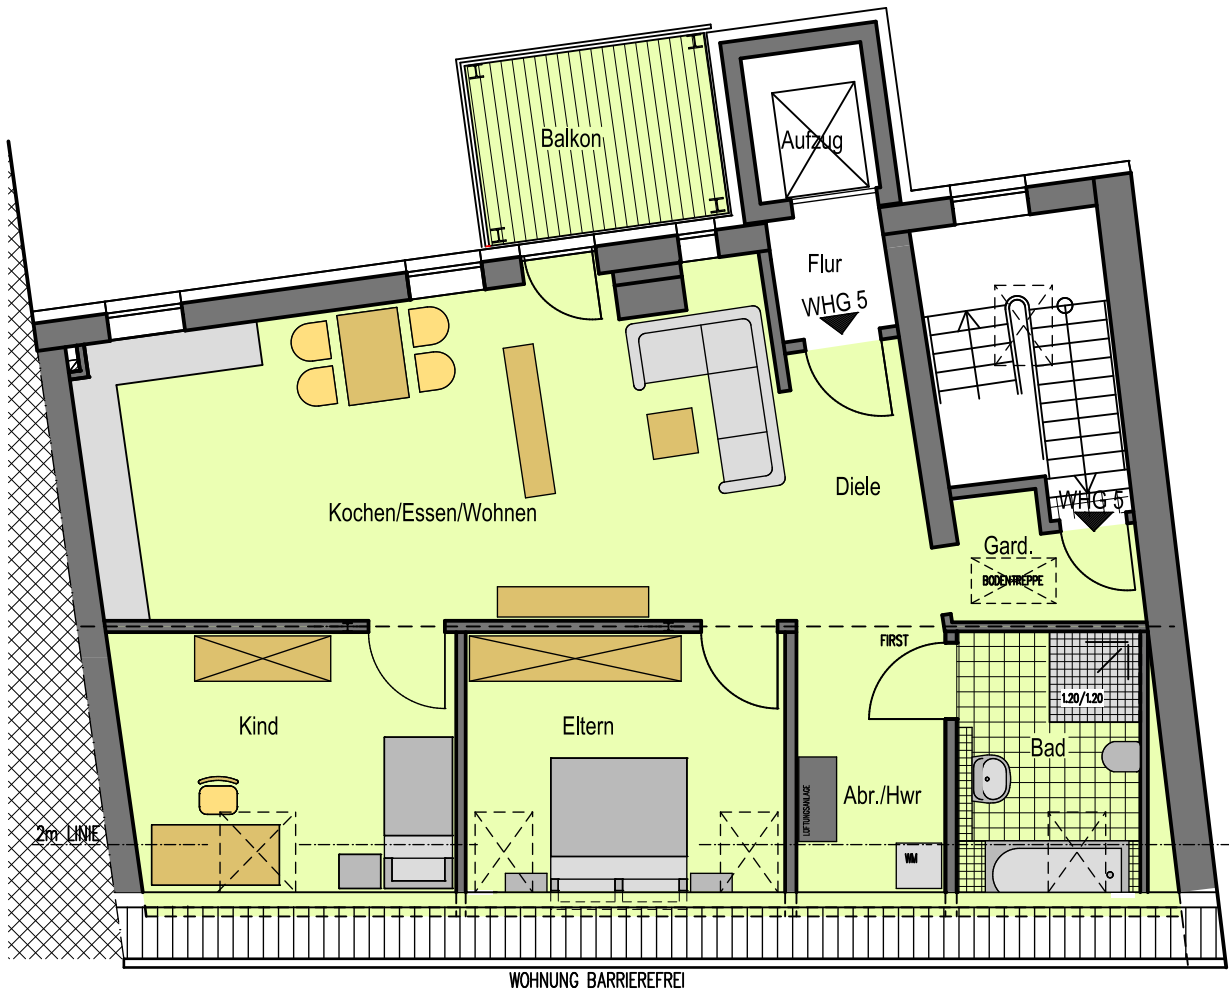 Balkon
Aufzug
Flur
WHG 5
Diele
Kochen/Essen/Wohnen
WHG 5
Gard.
BODENTREPPE
FIRST
1.20/1.20
Kind
Eltern
Bad
Abr./Hwr
LÜFTUNGSANLAGE
2m LINIE
WM
WOHNUNG BARRIEREFREI